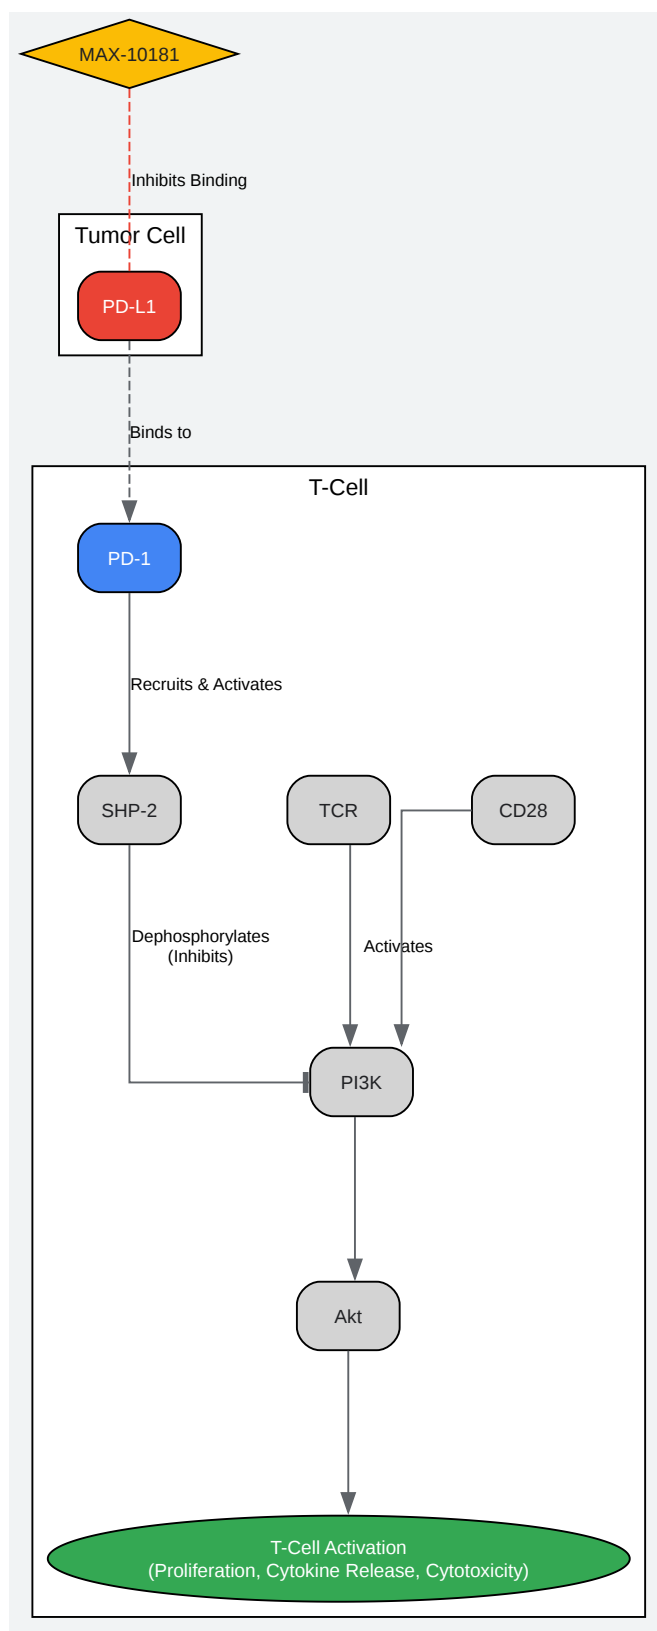 MAX-10181
Inhibits Binding
Tumor Cell
PD-L1
Binds to
T-Cell
PD-1
Recruits & Activates
SHP-2
TCR
CD28
Dephosphorylates
(Inhibits)
Activates
PI3K
Akt
T-Cell Activation
(Proliferation, Cytokine Release, Cytotoxicity)